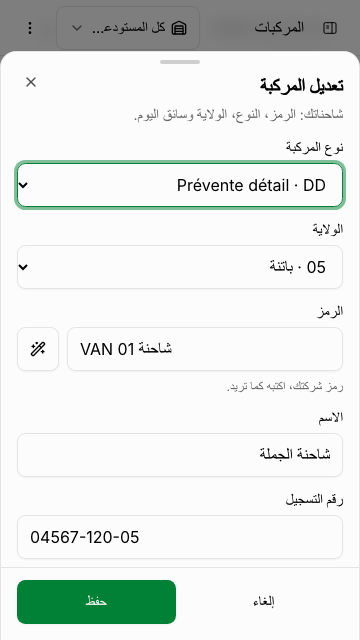 المركبات
كل المستودعـ...
تعديل المركبة
شاحناتك: الرمز، النوع، الولاية وسائق اليوم.
نوع المركبة
Prévente détail · DD
الولاية
05 · باتنة
الرمز
شاحنة VAN 01
رمز شركتك، اكتبه كما تريد.
الاسم
شاحنة الجملة
رقم التسجيل
04567-120-05
إلغاء
حفظ